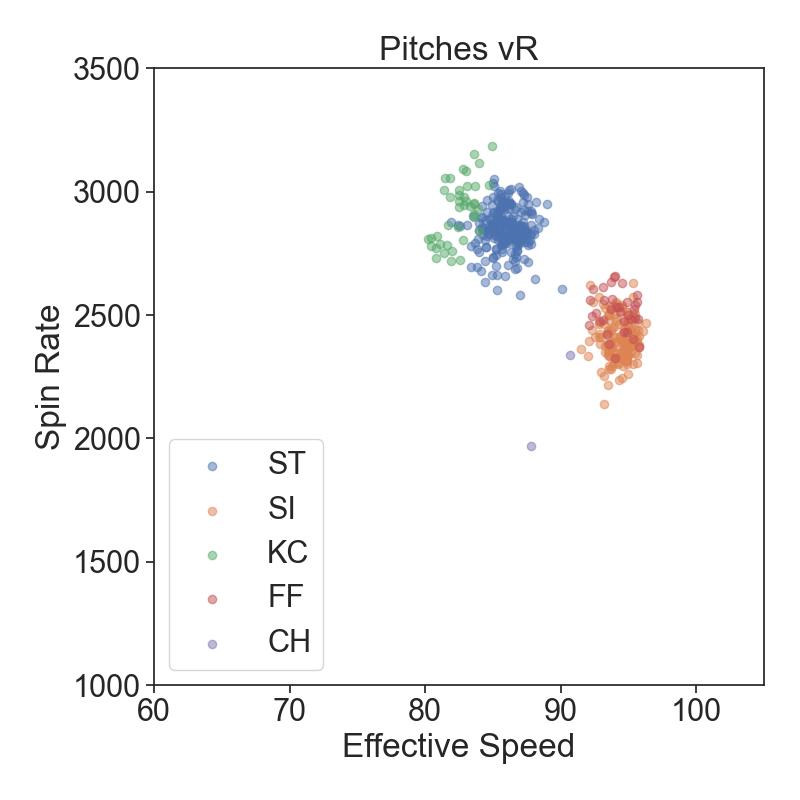 Pitches vR
3500
3000
2500
2000
1500
1000
Spin Rate
ST
SI
KC
FF
CH
60 70 80 90 100
Effective Speed